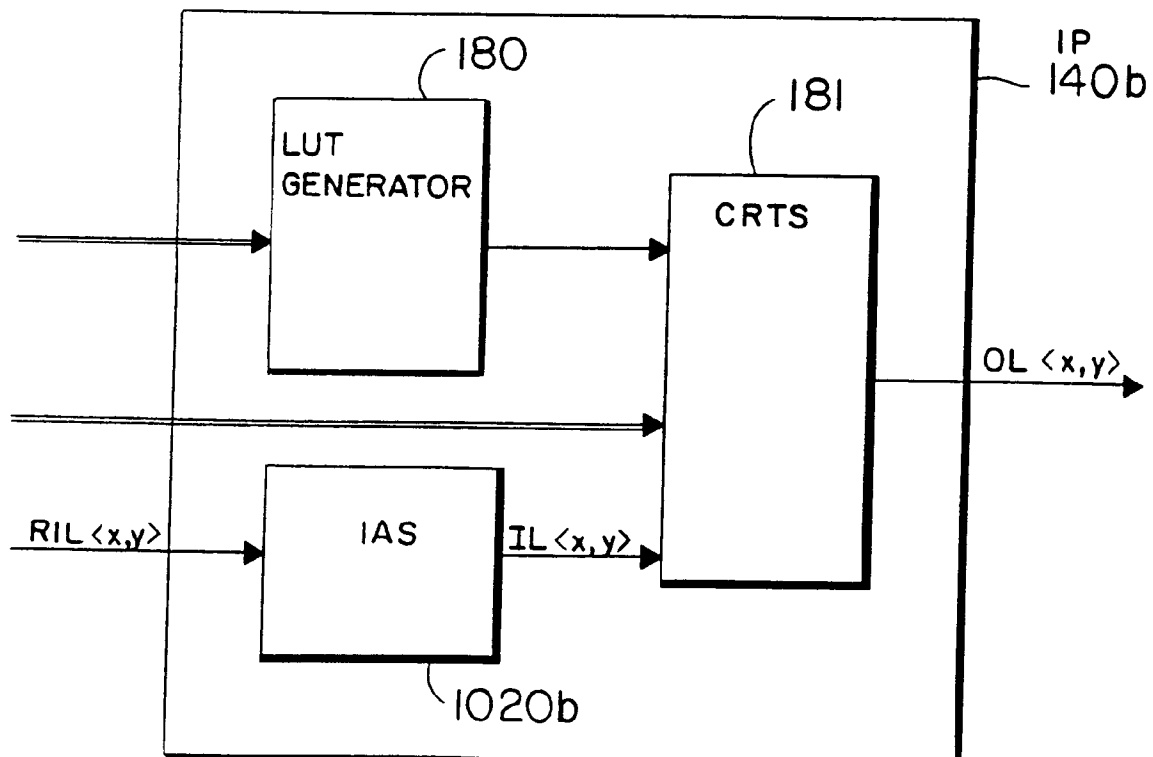 IP
140b
180
181
LUT
GENERATOR
CRTS
OL <x,y>
RIL <x,y>
IAS
IL <x,y>
1020b